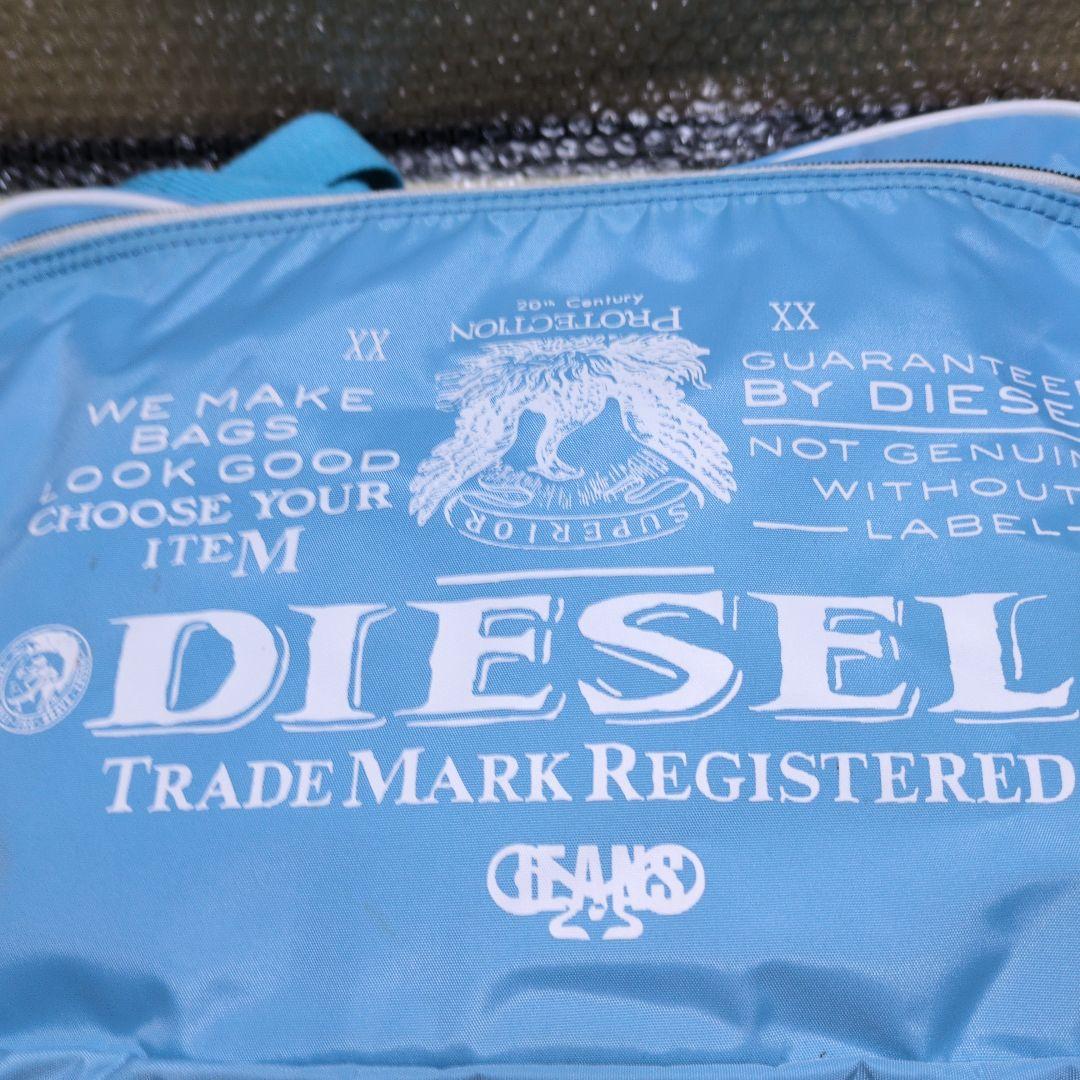 20th Century
PROTECTION
XX
WE MAKE
BAGS
LOOK GOOD
CHOOSE YOUR
ITEM
SUPERIOR
XX
GUARANTEE
BY DIESE
NOT GENUIN
WITHOUT
LABEL
DIESEL
TRADE MARK REGISTERED
JEANS